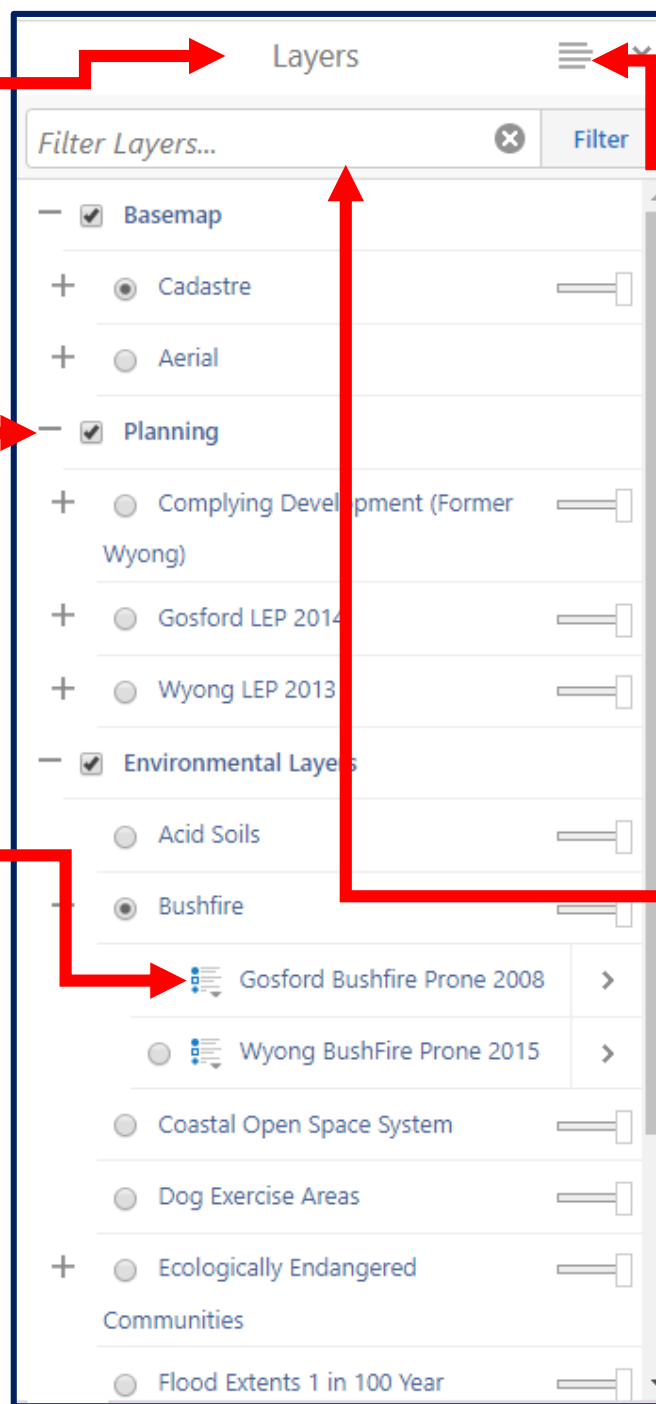 Layers
Filter Layers... Filter
Basemap
Cadastre
Aerial
Planning
Complying Development (Former
Wyong)
Gosford LEP 2014
Wyong LEP 2013
Environmental Layers
Acid Soils
Bushfire
Gosford Bushfire Prone 2008
Wyong BushFire Prone 2015
Coastal Open Space System
Dog Exercise Areas
Ecologically Endangered
Communities
Flood Extents 1 in 100 Year